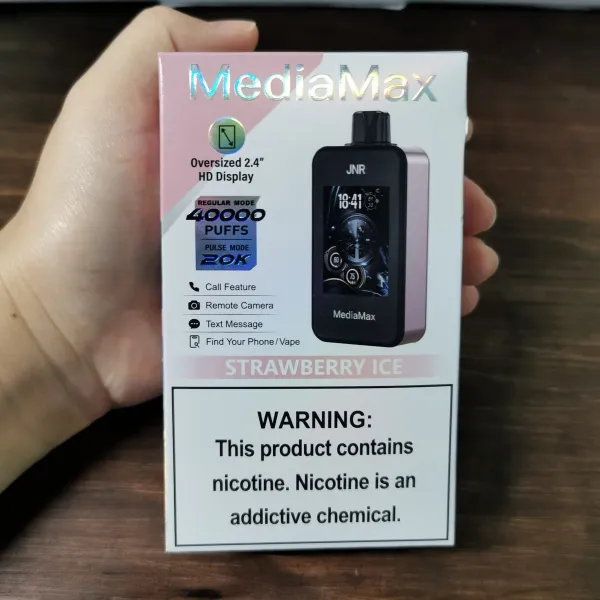 MediaMax
Oversized 2.4"
HD Display
REGULAR MODE
40000
PUFFS
PULSE MODE
20K
Call Feature
Remote Camera
Text Message
Find Your Phone/Vape
JNR
10:41
MediaMax
STRAWBERRY ICE
WARNING:
This product contains
nicotine. Nicotine is an
addictive chemical.